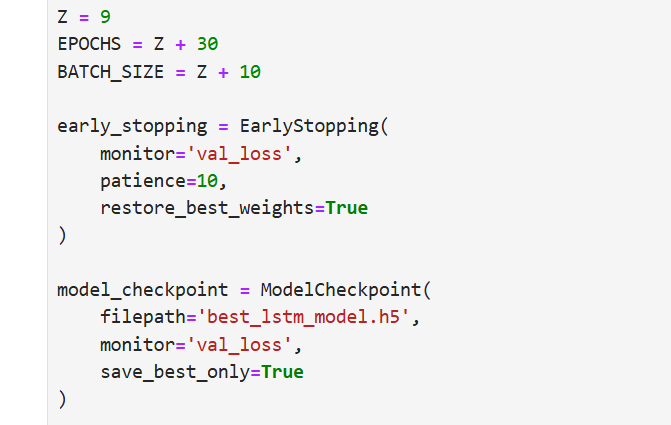 Z = 9
EPOCHS = Z + 30
BATCH_SIZE = Z + 10
early_stopping = EarlyStopping(
    monitor='val_loss',
    patience=10,
    restore_best_weights=True
)
model_checkpoint = ModelCheckpoint(
    filepath='best_lstm_model.h5',
    monitor='val_loss',
    save_best_only=True
)